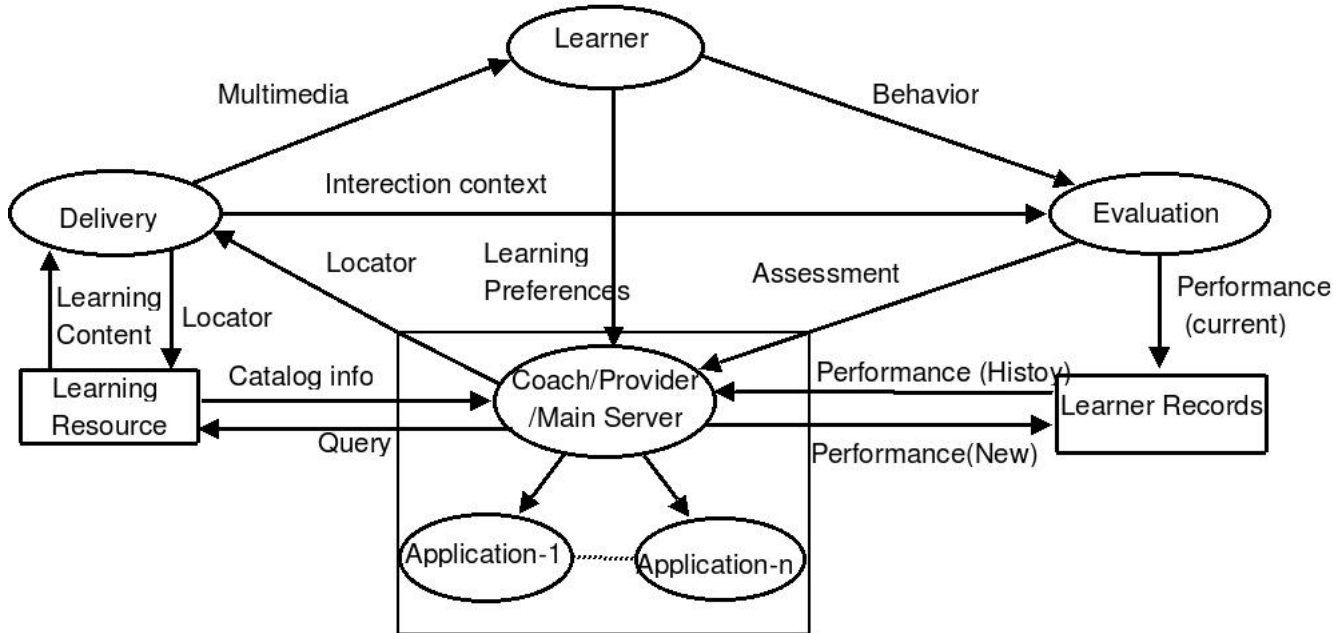 Learner
Multimedia
Behavior
Interection context
Delivery
Evaluation
Locator
Learning
Preferences
Assessment
Learning
Content
Locator
Performance
(current)
Learning
Resource
Catalog info
Query
Coach/Provider
/Main Server
Performance (Histoy)
Performance(New)
Learner Records
Application-1
Application-n